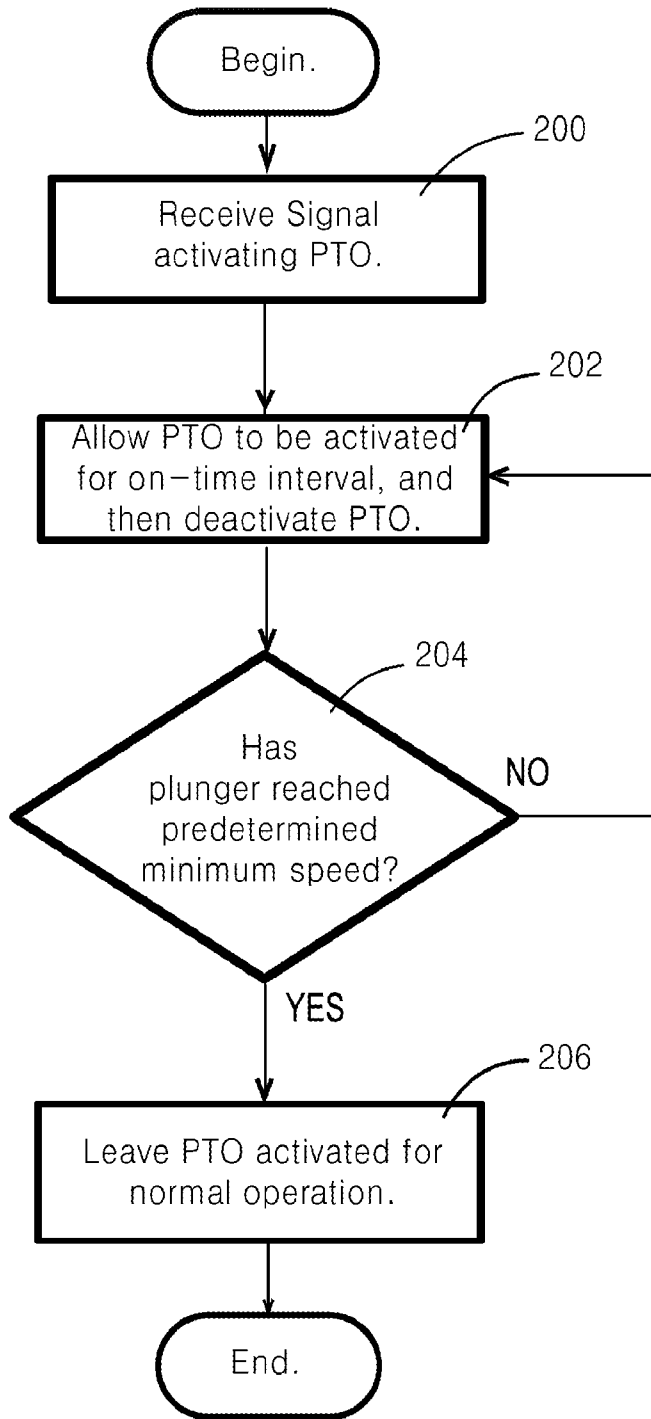 Begin.
200
Receive Signal
activating PTO.
202
Allow PTO to be activated
for on-time interval, and
then deactivate PTO.
204
Has
plunger reached
predetermined
minimum speed?
NO
YES
206
Leave PTO activated for
normal operation.
End.